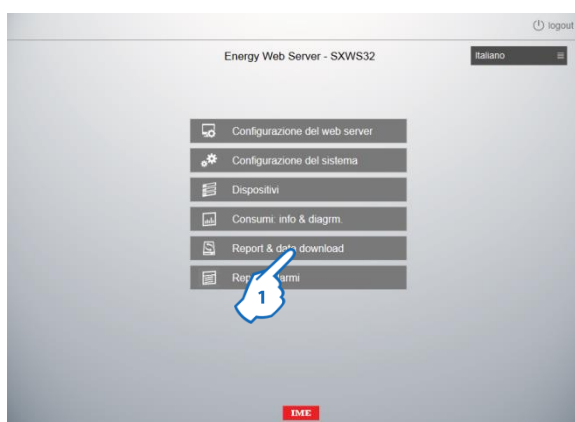 logout
Energy Web Server - SXWS32
Italiano
Configurazione del web server
Configurazione del sistema
Dispositivi
Consumi: info & diagrm.
Report & data download
1
IME